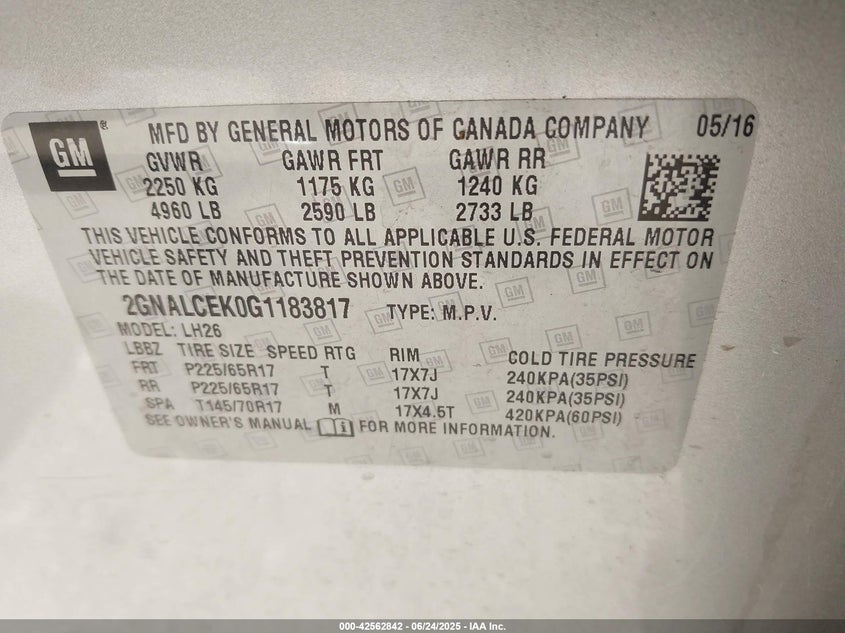 GM® MFD BY GENERAL MOTORS OF CANADA COMPANY 05/16
GVWR GAWR FRT GAWR RR
2250 KG 1175 KG 1240 KG
4960 LB 2590 LB 2733 LB
THIS VEHICLE CONFORMS TO ALL APPLICABLE U.S. FEDERAL MOTOR
VEHICLE SAFETY AND THEFT PREVENTION STANDARDS IN EFFECT ON
THE DATE OF MANUFACTURE SHOWN ABOVE.
2GNALCEK0G1183817 TYPE: M.P.V.
MODEL: LH26
LBBZ TIRE SIZE SPEED RTG RIM COLD TIRE PRESSURE
FRT P225/65R17 T 17X7J 240KPA(35PSI)
RR P225/65R17 T 17X7J 240KPA(35PSI)
SPA T145/70R17 M 17X4.5T 420KPA(60PSI)
SEE OWNER'S MANUAL i FOR MORE INFORMATION.
000-42562842 - 06/24/2025 - IAA Inc.